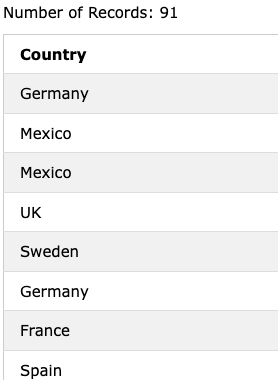 Number of Records: 91
Country
Germany
Mexico
Mexico
UK
Sweden
Germany
France
Spain